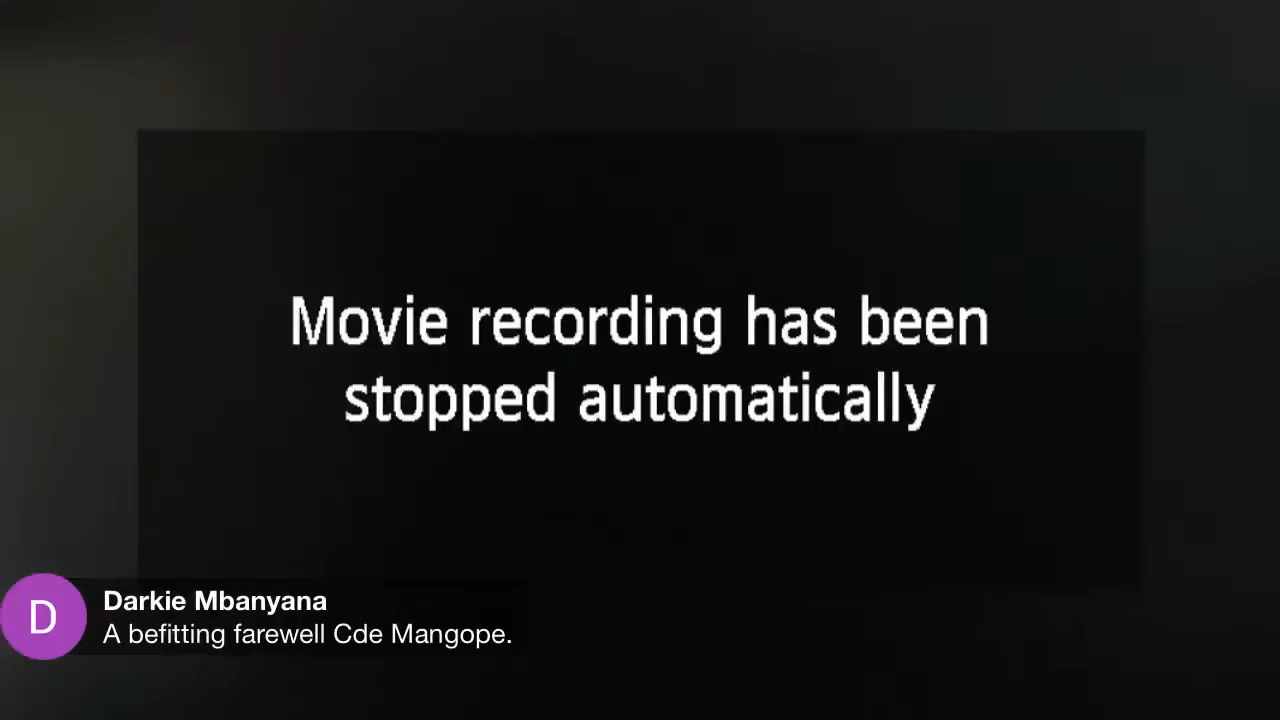 Movie recording has been
stopped automatically
D
Darkie Mbanyana
A befitting farewell Cde Mangope.